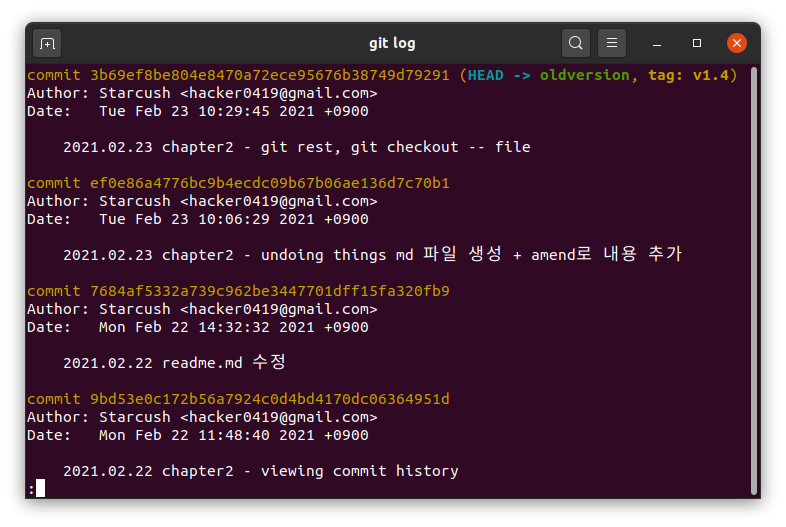 git log
commit 3b69ef8be804e8470a72ece95676b38749d79291 (HEAD -> oldversion, tag: v1.4)
Author: Starcush <hacker0419@gmail.com>
Date:   Tue Feb 23 10:29:45 2021 +0900
2021.02.23 chapter2 - git rest, git checkout -- file
commit ef0e86a4776bc9b4ecdc09b67b06ae136d7c70b1
Author: Starcush <hacker0419@gmail.com>
Date:   Tue Feb 23 10:06:29 2021 +0900
2021.02.23 chapter2 - undoing things md 파일 생성 + amend로 내용 추가
commit 7684af5332a739c962be3447701dff15fa320fb9
Author: Starcush <hacker0419@gmail.com>
Date:   Mon Feb 22 14:32:32 2021 +0900
2021.02.22 readme.md 수정
commit 9bd53e0c172b56a7924c0d4bd4170dc06364951d
Author: Starcush <hacker0419@gmail.com>
Date:   Mon Feb 22 11:48:40 2021 +0900
2021.02.22 chapter2 - viewing commit history
: